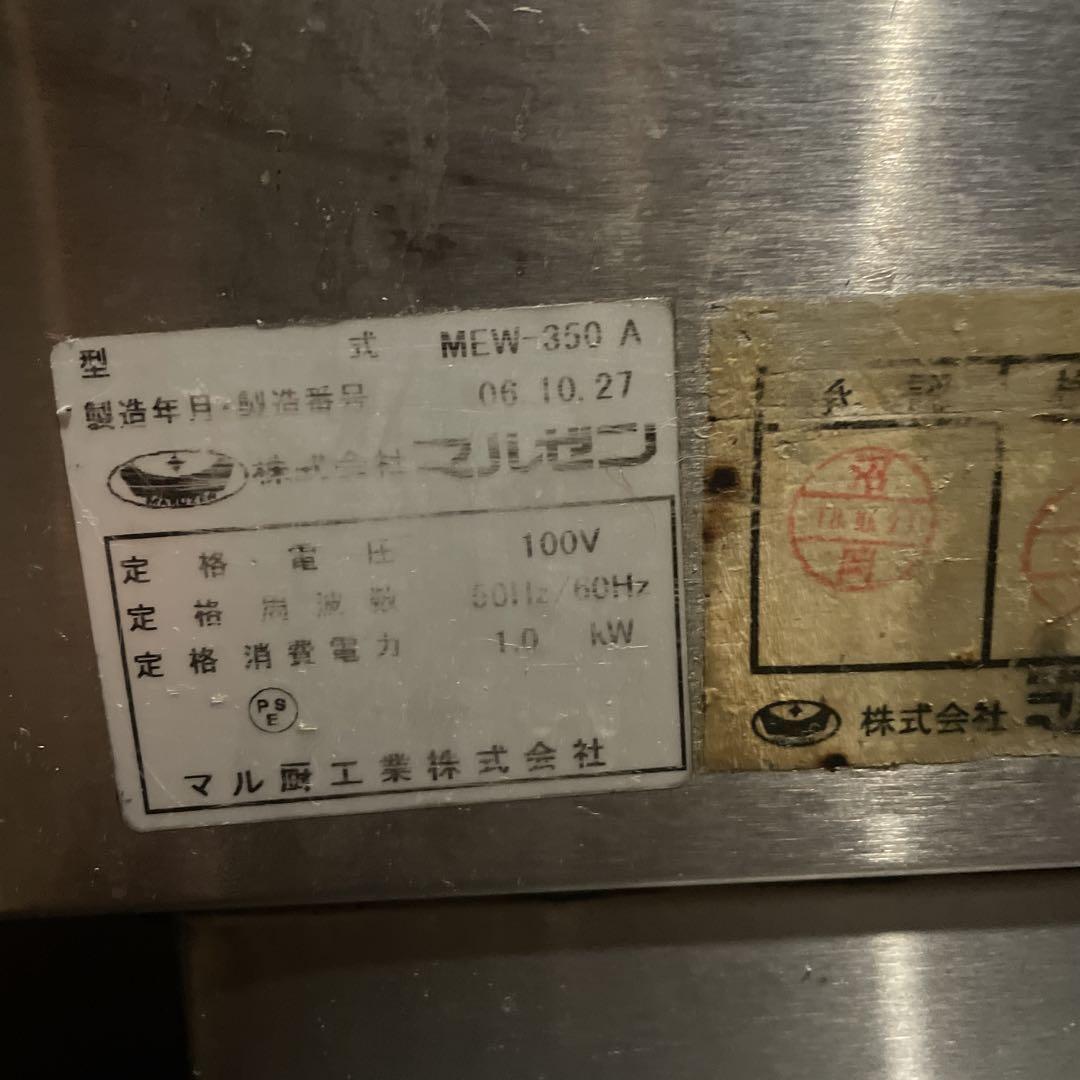 型 式 MEW-350 A
製造年月・製造番号 06.10.27
MARUZEN 株式会社 マルゼン
定格電圧 100V
定格周波数 50Hz/60Hz
定格消費電力 1.0 kW
PSE
マル厨工業株式会社
沼
株式会社